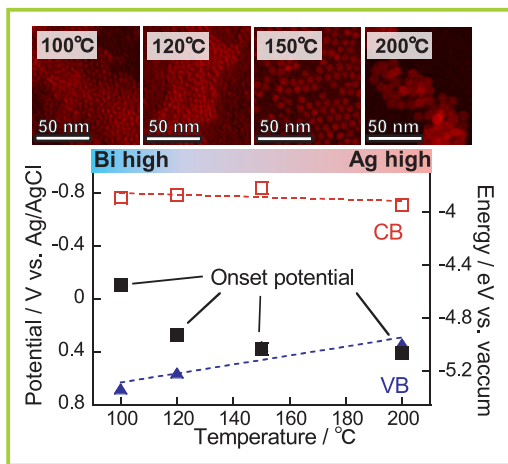 100℃ 120℃ 150℃ 200℃
50 nm 50 nm 50 nm 50 nm
Bi high Ag high
Potential / V vs. Ag/AgCl
-0.8
-0.4
0
0.4
0.8
CB
Onset potential
VB
-4
-4.4
-4.8
-5.2
Energy / eV vs. vaccum
100 120 140 160 180 200
Temperature / ℃